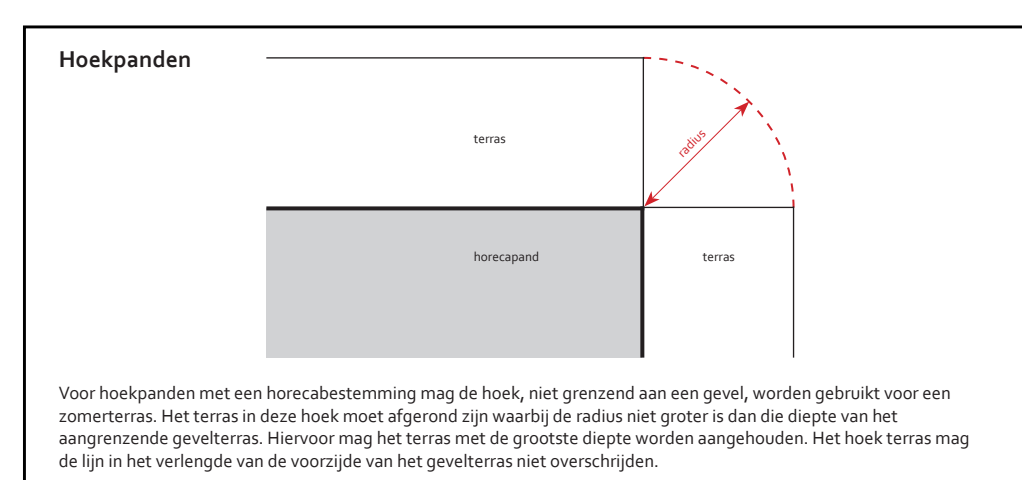 Hoekpanden
terras
radius
horecapand
terras
Voor hoekpanden met een horecabestemming mag de hoek, niet grenzend aan een gevel, worden gebruikt voor een
zomerterras. Het terras in deze hoek moet afgerond zijn waarbij de radius niet groter is dan die diepte van het
aangrenzende gevelterras. Hiervoor mag het terras met de grootste diepte worden aangehouden. Het hoek terras mag
de lijn in het verlengde van de voorzijde van het gevelterras niet overschrijden.